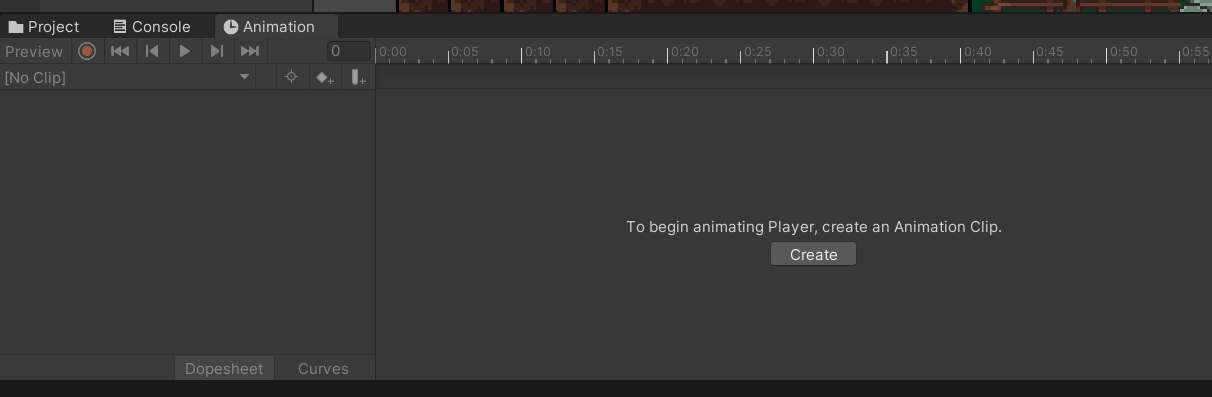 Project Console Animation
Preview 0 0:00 0:05 0:10 0:15 0:20 0:25 0:30 0:35 0:40 0:45 0:50 0:55
[No Clip]
To begin animating Player, create an Animation Clip.
Create
Dopesheet Curves